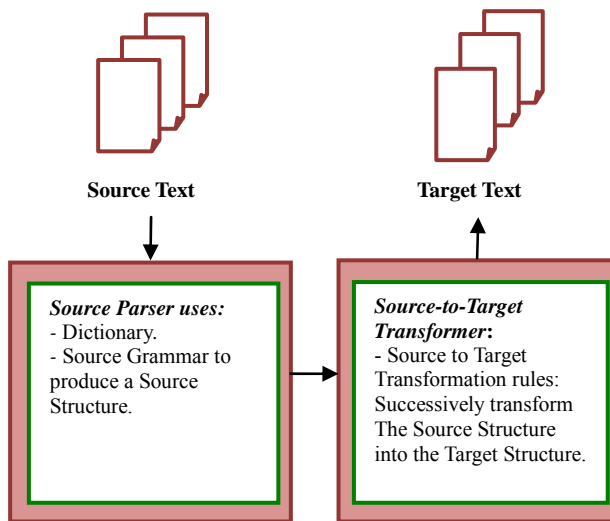 Source Text
Target Text
Source Parser uses:
- Dictionary.
- Source Grammar to
produce a Source
Structure.
Source-to-Target
Transformer:
- Source to Target
Transformation rules:
Successively transform
The Source Structure
into the Target Structure.